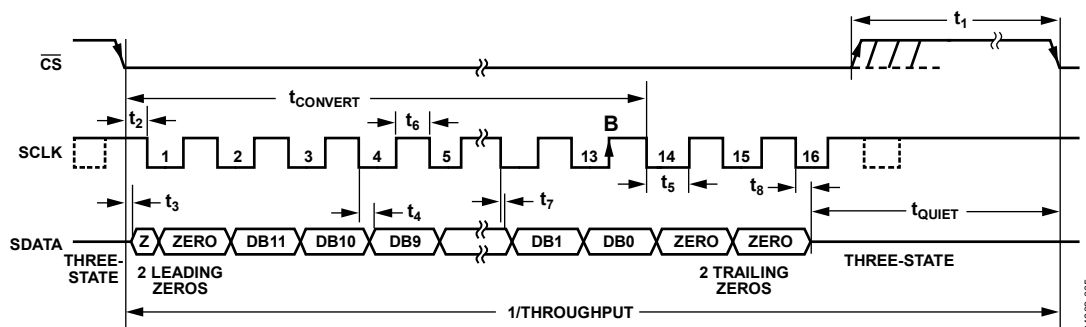 t1
CS
tCONVERT
t2
t6
B
SCLK
1 2 3 4 5 13 14 15 16
t5
t8
t3
t4
t7
tQUIET
SDATA
Z ZERO DB11 DB10 DB9 DB1 DB0 ZERO ZERO
THREE-
STATE
2 LEADING
ZEROS
2 TRAILING
ZEROS
THREE-STATE
1/THROUGHPUT